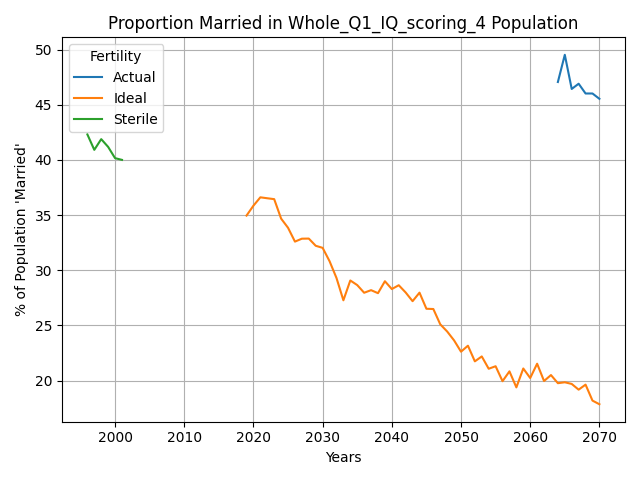 Proportion Married in Whole_Q1_IQ_scoring_4 Population
Fertility
Actual
Ideal
Sterile
% of Population 'Married'
50
45
40
35
30
25
20
2000
2010
2020
2030
2040
2050
2060
2070
Years